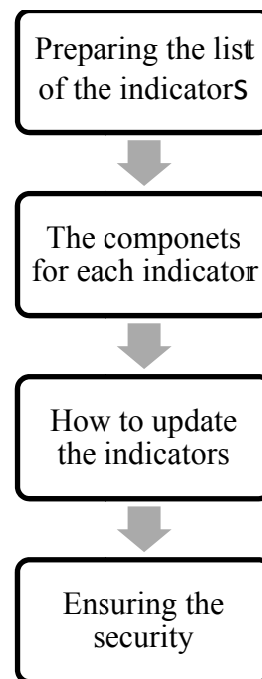 Preparing the list
of the indicators
The componets
for each indicator
How to update
the indicators
Ensuring the
security